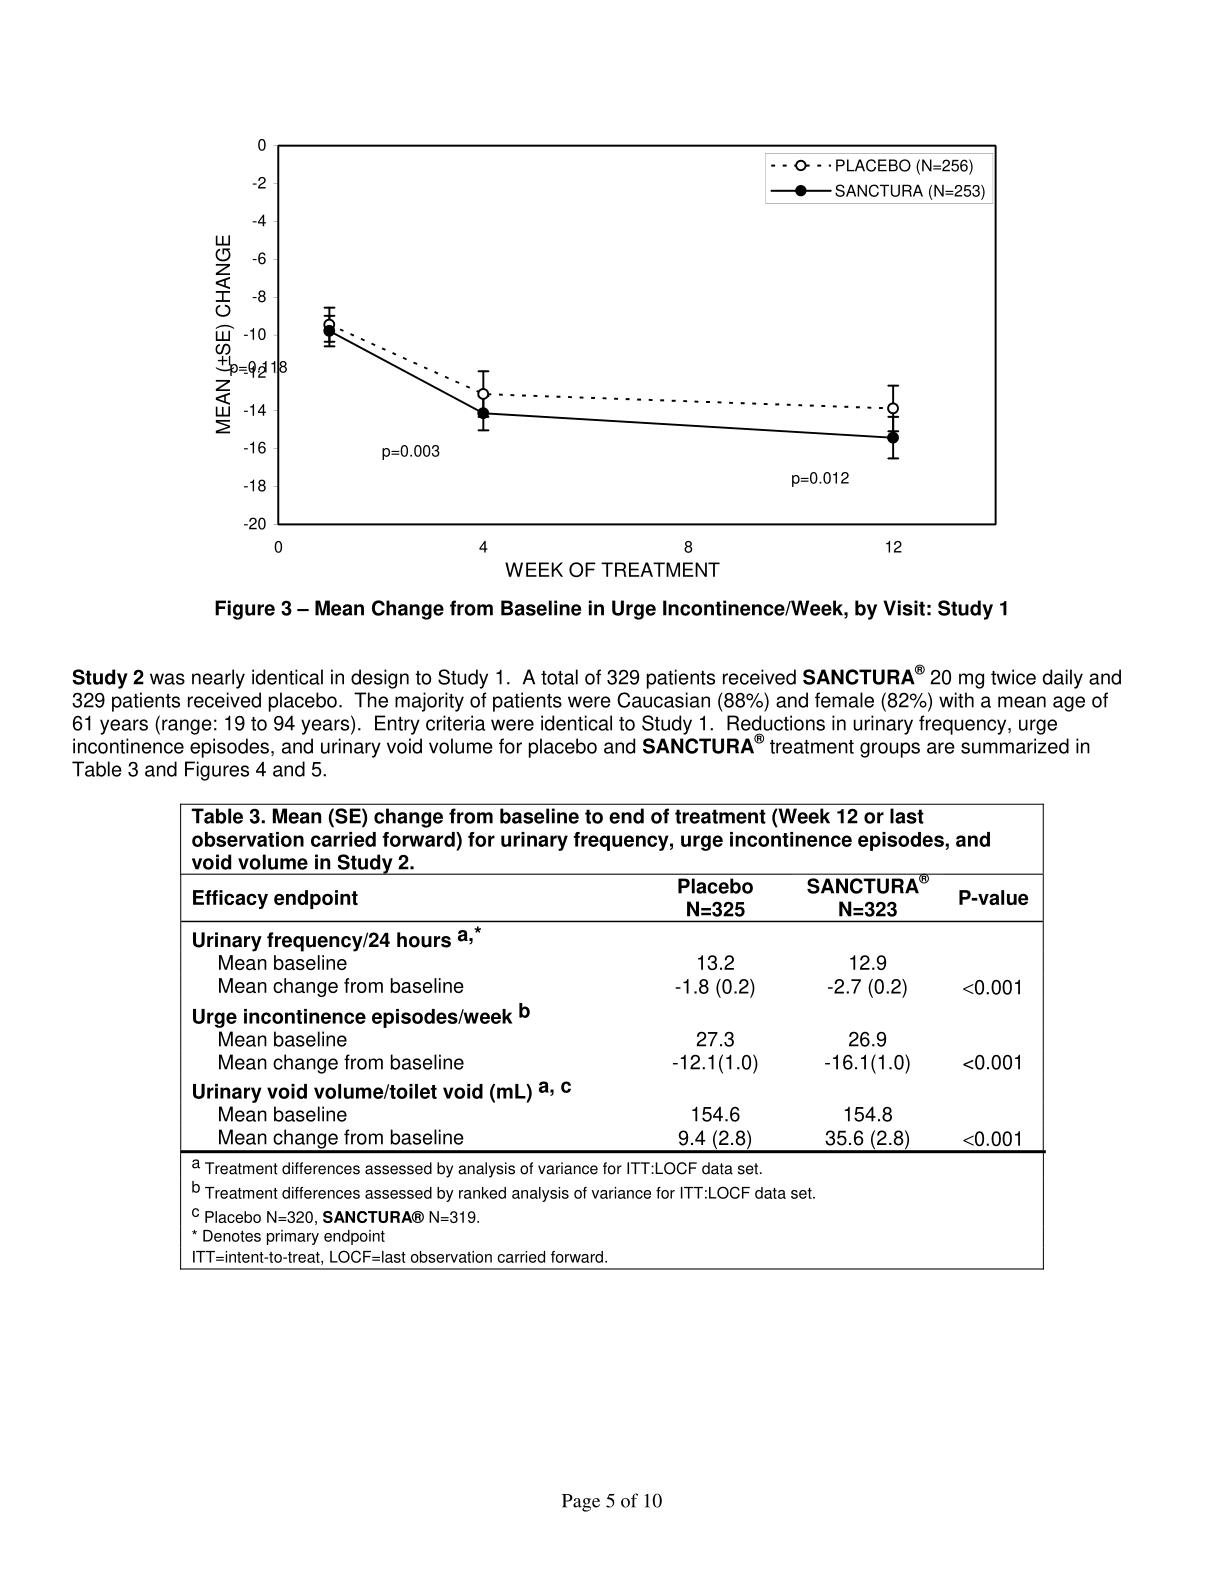 0
-2
-4
-6
-8
-10
-12
-14
-16
-18
-20
MEAN (±SE) CHANGE
PLACEBO (N=256)
SANCTURA (N=253)
p=0.118
p=0.003
p=0.012
0 4 8 12
WEEK OF TREATMENT
Figure 3 – Mean Change from Baseline in Urge Incontinence/Week, by Visit: Study 1
Study 2 was nearly identical in design to Study 1. A total of 329 patients received SANCTURA® 20 mg twice daily and
329 patients received placebo. The majority of patients were Caucasian (88%) and female (82%) with a mean age of
61 years (range: 19 to 94 years). Entry criteria were identical to Study 1. Reductions in urinary frequency, urge
incontinence episodes, and urinary void volume for placebo and SANCTURA® treatment groups are summarized in
Table 3 and Figures 4 and 5.
Table 3. Mean (SE) change from baseline to end of treatment (Week 12 or last
observation carried forward) for urinary frequency, urge incontinence episodes, and
void volume in Study 2.
Efficacy endpoint Placebo N=325 SANCTURA® N=323 P-value
Urinary frequency/24 hours a,*
Mean baseline 13.2 12.9
Mean change from baseline -1.8 (0.2) -2.7 (0.2) <0.001
Urge incontinence episodes/week b
Mean baseline 27.3 26.9
Mean change from baseline -12.1(1.0) -16.1(1.0) <0.001
Urinary void volume/toilet void (mL) a, c
Mean baseline 154.6 154.8
Mean change from baseline 9.4 (2.8) 35.6 (2.8) <0.001
a Treatment differences assessed by analysis of variance for ITT:LOCF data set.
b Treatment differences assessed by ranked analysis of variance for ITT:LOCF data set.
c Placebo N=320, SANCTURA® N=319.
* Denotes primary endpoint
ITT=intent-to-treat, LOCF=last observation carried forward.
Page 5 of 10